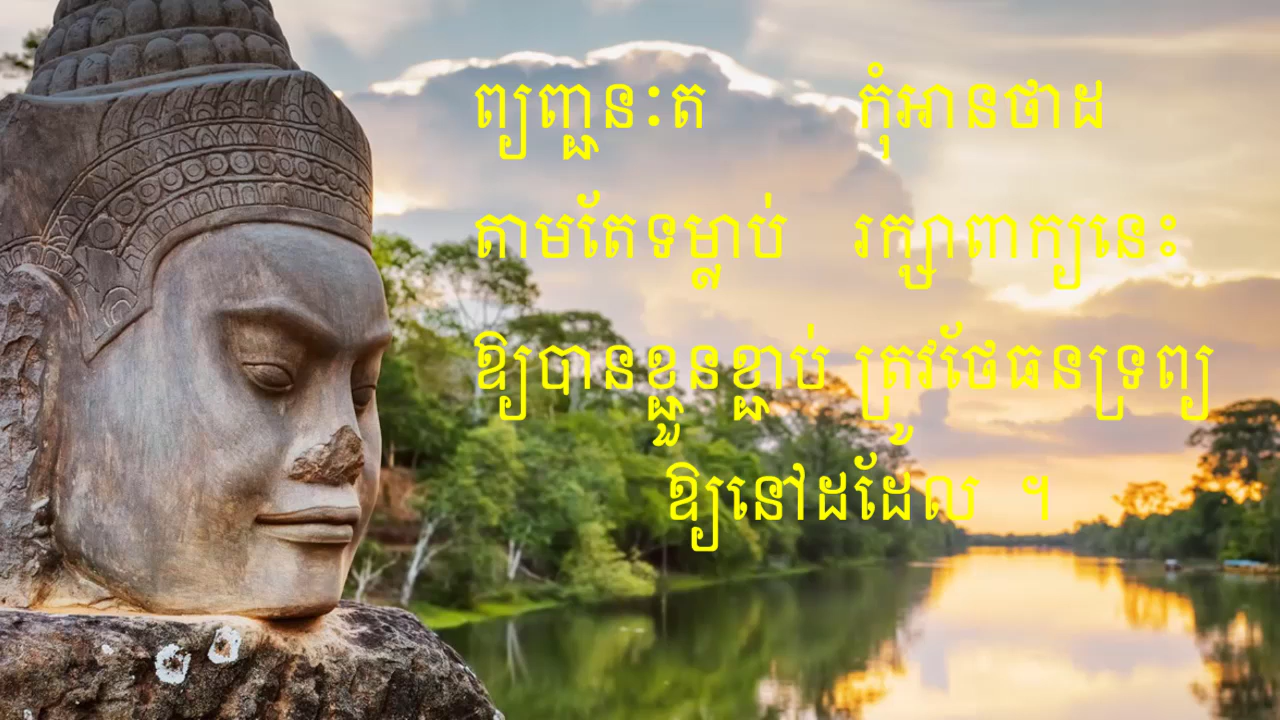 ព្យញ្ជនៈត កុំអានថាដ
តាមតែទម្លាប់ រក្សាពាក្យនេះ
ឱ្យបានខ្ជួនខ្ជាប់ ត្រូវថែធនទ្រព្យ
ឱ្យនៅដដែល ។